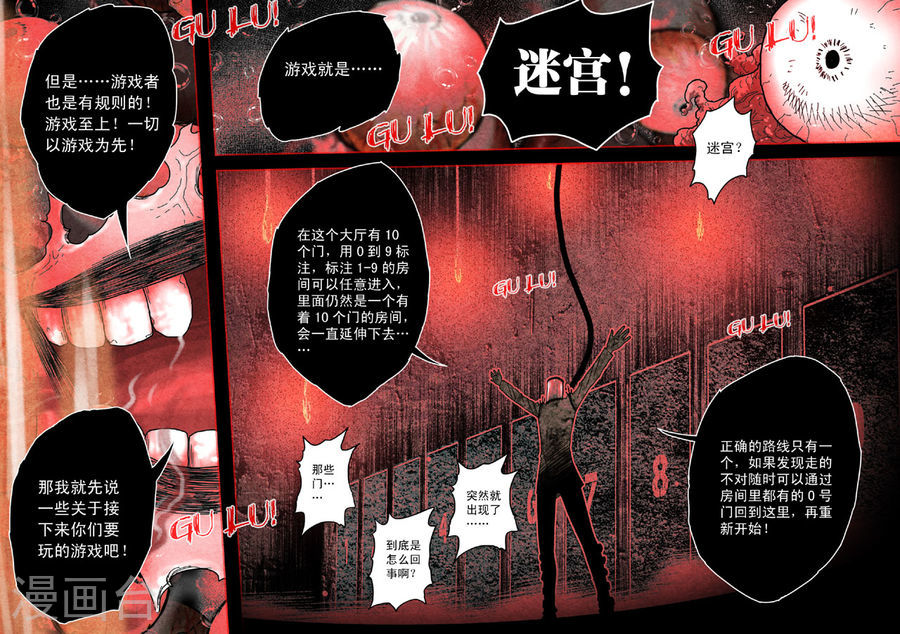 但是……游戏者
也是有规则的！
游戏至上！一切
以游戏为先！
那我就先说
一些关于接
下来你们要
玩的游戏吧！
GU LU!
GU LU!
游戏就是……
GU LU!
迷宫！
GU LU!
迷宫？
在这个大厅有 10
个门，用 0 到 9 标
注，标注 1-9 的房
间可以任意进入，
里面仍然是一个有
着 10 个门的房间，
会一直延伸下去…
……
GU LU!
GU LU!
那些
门…
…
到底是
怎么回
事啊？
突然就
出现了
……
6
7
8
正确的路线只有一
个，如果发现走的
不对随时可以通过
房间里都有的 0 号
门回到这里，再重
新开始！
漫画台